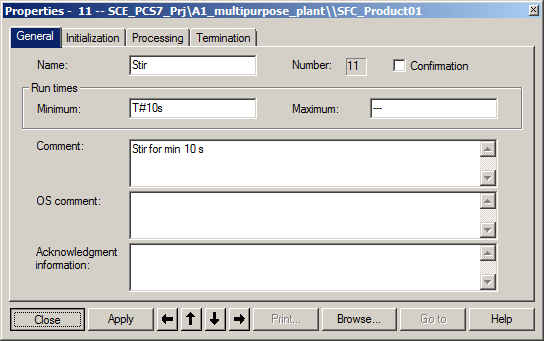 Properties - 11 -- SCE_PCS7_Prj\A1_multipurpose_plant\\SFC_Product01
General Initialization Processing Termination
Name: Stir Number: 11 Confirmation
Run times
Minimum: T#10s Maximum: ---
Comment: Stir for min 10 s
OS comment:
Acknowledgment
information:
Close Apply Print... Browse... Go to Help